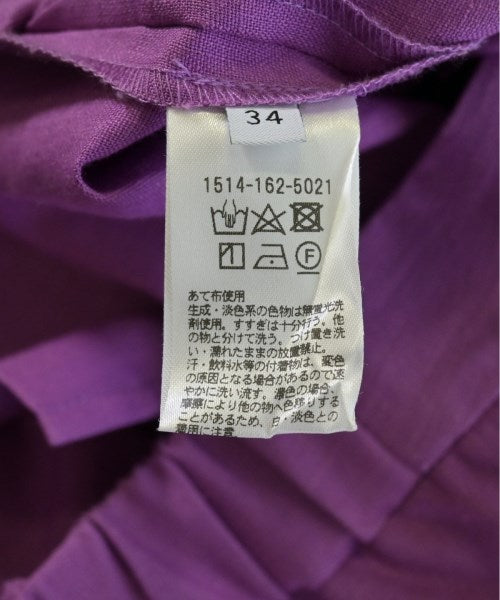 34
1514-162-5021
F
あて布使用
生成・淡色系の色物は無蛍光洗
剤使用。すすぎは十分行う。他
の物と分けて洗う。つけ置き洗
い・濡れたままの放置禁止。
汗・飲料水等の付着物は、変色
の原因となる場合があるので速
やかに洗い流す。濃色の場合、
摩擦により他の物へ色移りする
ことがあるため、白・淡色との
着用に注意